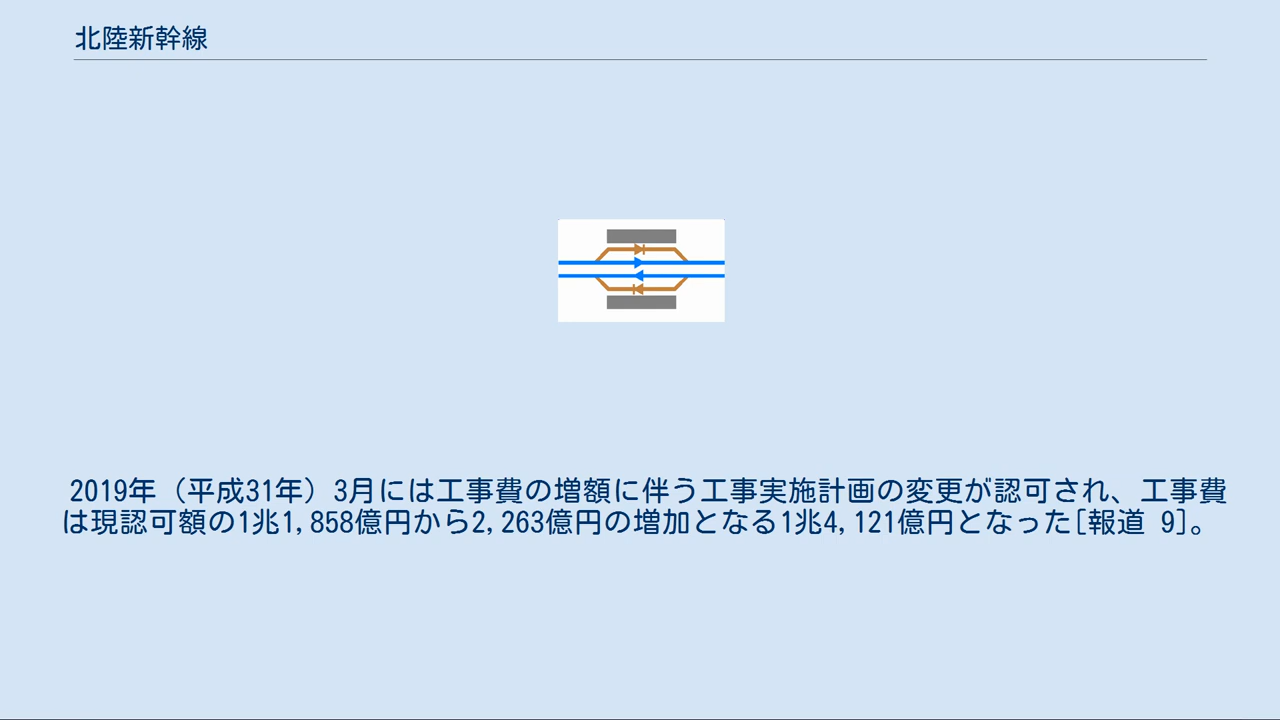 北陸新幹線
2019年（平成31年）3月には工事費の増額に伴う工事実施計画の変更が認可され、工事費
は現認可額の1兆1,858億円から2,263億円の増加となる1兆4,121億円となった[報道 9]。